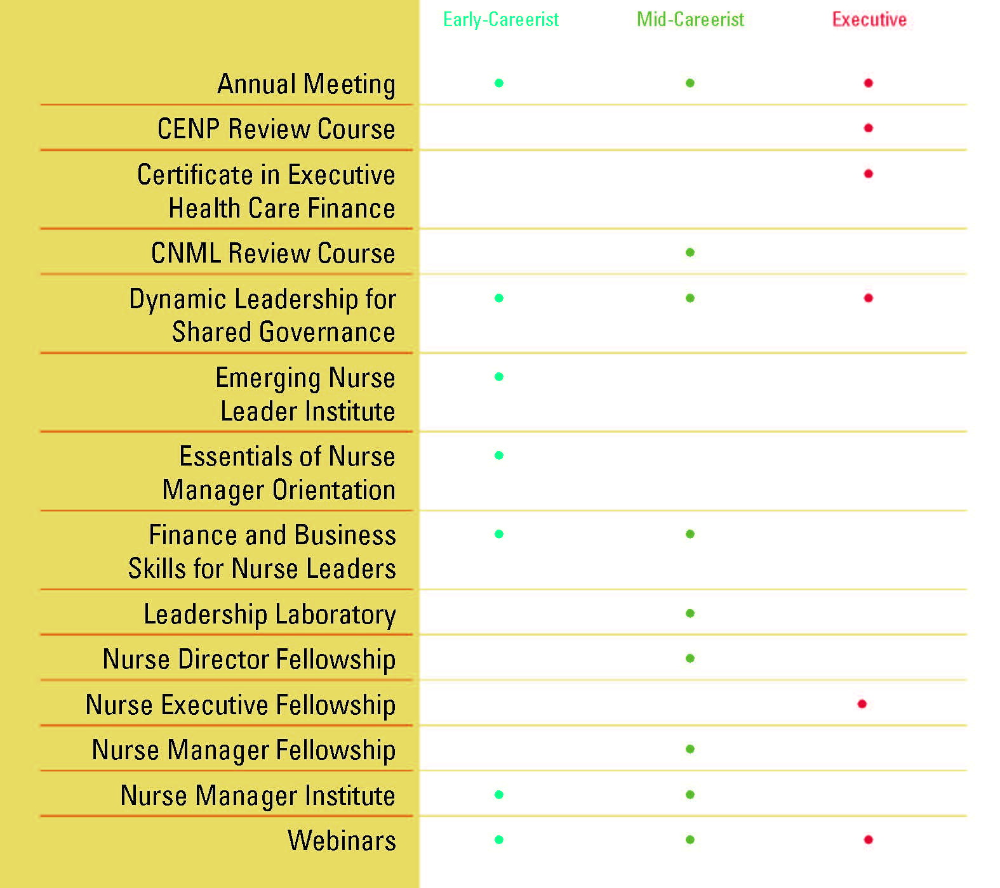 Early-Careerist Mid-Careerist Executive
Annual Meeting • • •
CENP Review Course •
Certificate in Executive •
Health Care Finance
CNML Review Course •
Dynamic Leadership for • • •
Shared Governance
Emerging Nurse •
Leader Institute
Essentials of Nurse •
Manager Orientation
Finance and Business • •
Skills for Nurse Leaders
Leadership Laboratory •
Nurse Director Fellowship •
Nurse Executive Fellowship •
Nurse Manager Fellowship •
Nurse Manager Institute • •
Webinars • • •